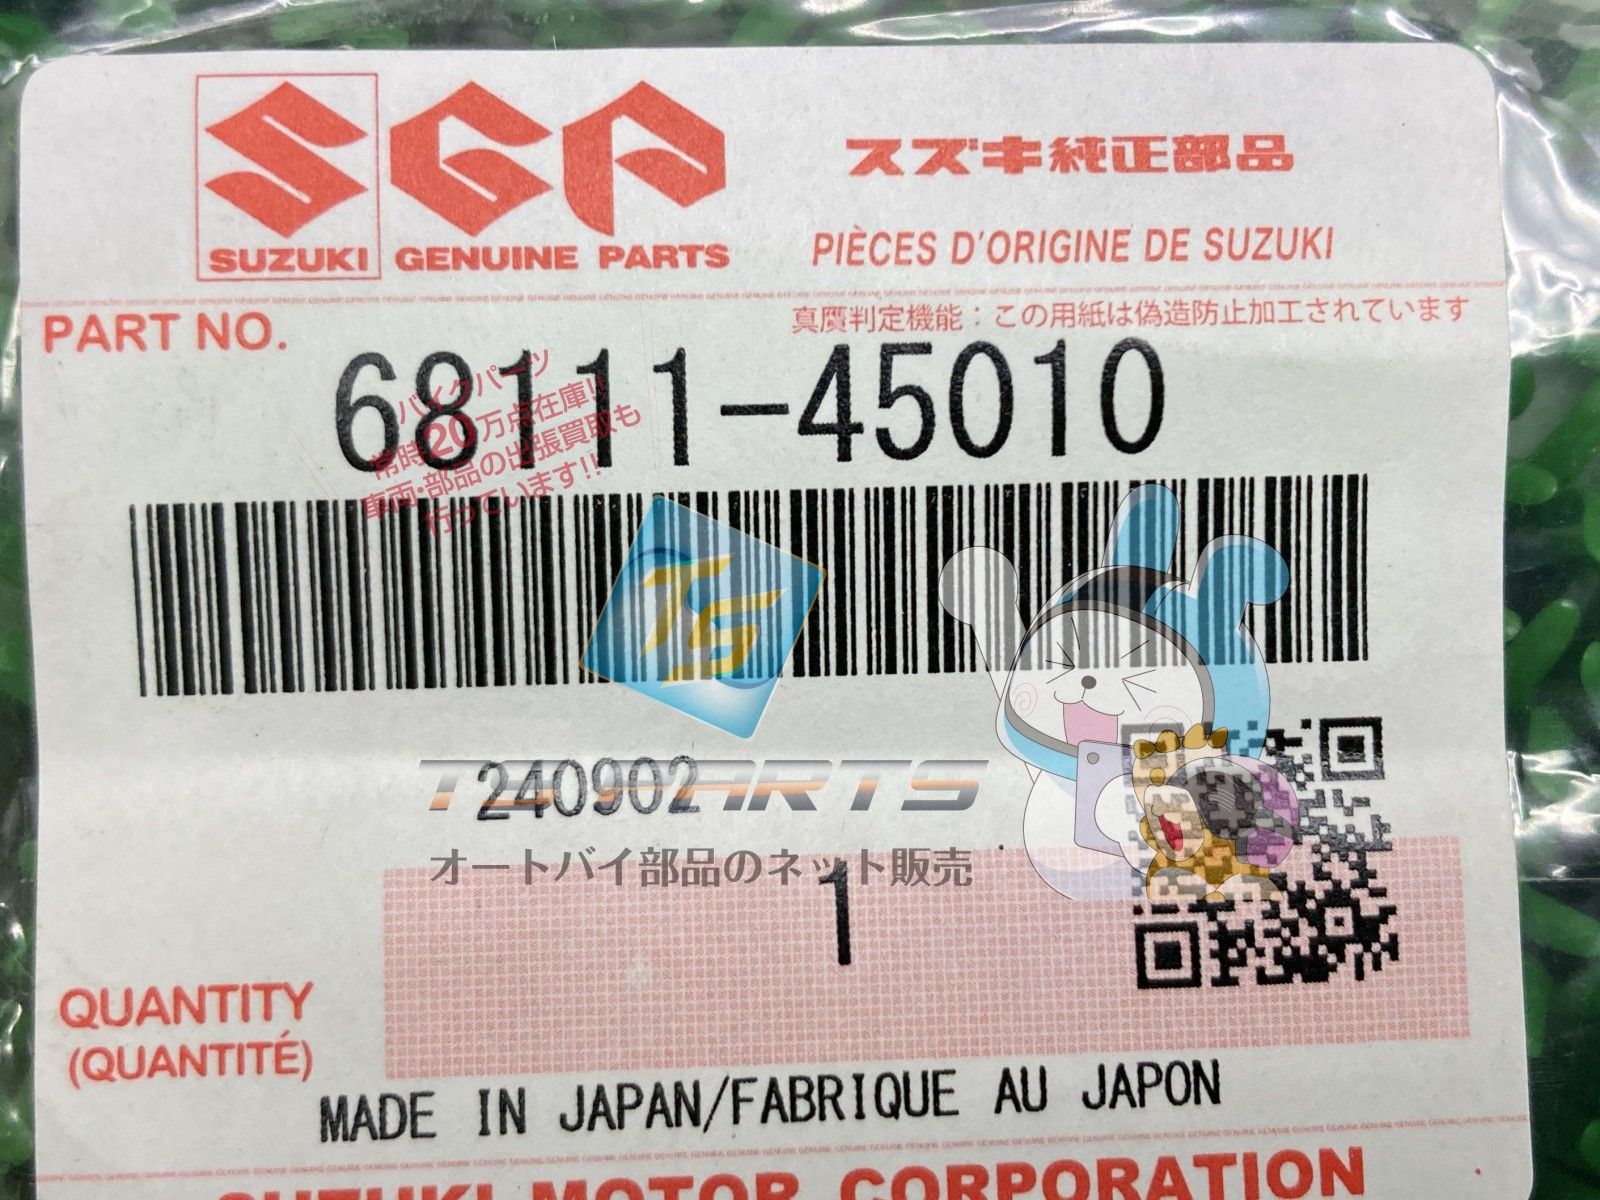 SUZUKI
GENUINE PARTS
スズキ純正部品
PIÈCES D'ORIGINE DE SUZUKI
PART NO.
真贋判定機能：この用紙は偽造防止加工されています
68111-45010
バイクパーツ
常時20万点在庫!!
車両・部品の出張買取も
行っています!!
TS
240902
オートバイ部品のネット販売
1
QUANTITY
(QUANTITÉ)
MADE IN JAPAN/FABRIQUE AU JAPON
SUZUKI MOTOR CORPORATION